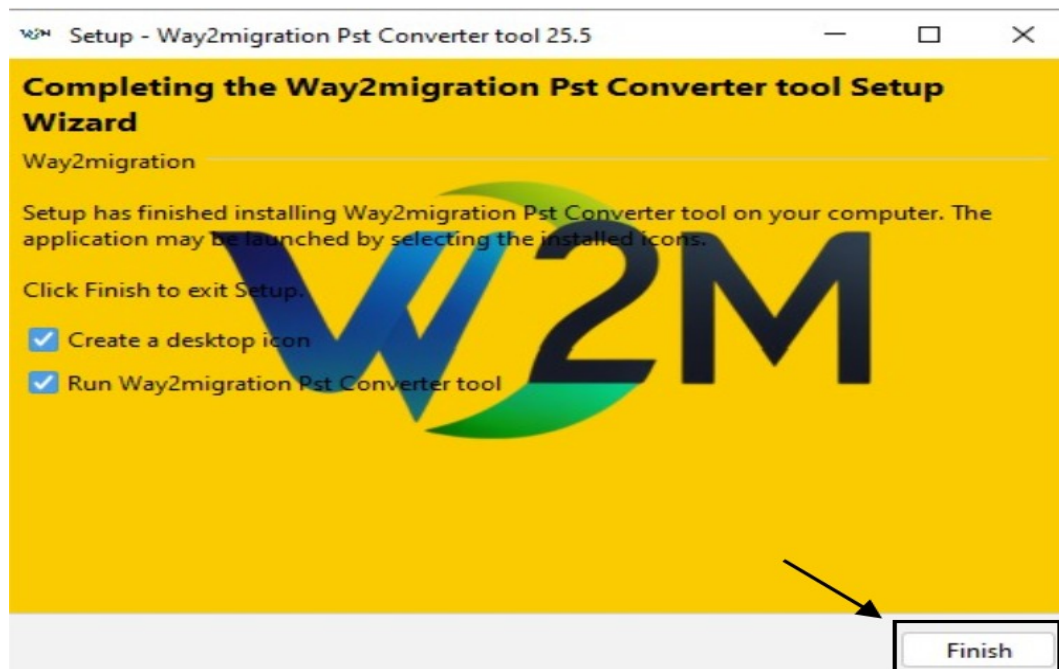 W2M Setup - Way2migration Pst Converter tool 25.5
Completing the Way2migration Pst Converter tool Setup
Wizard
Way2migration
Setup has finished installing Way2migration Pst Converter tool on your computer. The
application may be launched by selecting the installed icons.
Click Finish to exit Setup.
Create a desktop icon
Run Way2migration Pst Converter tool
W2M
Finish